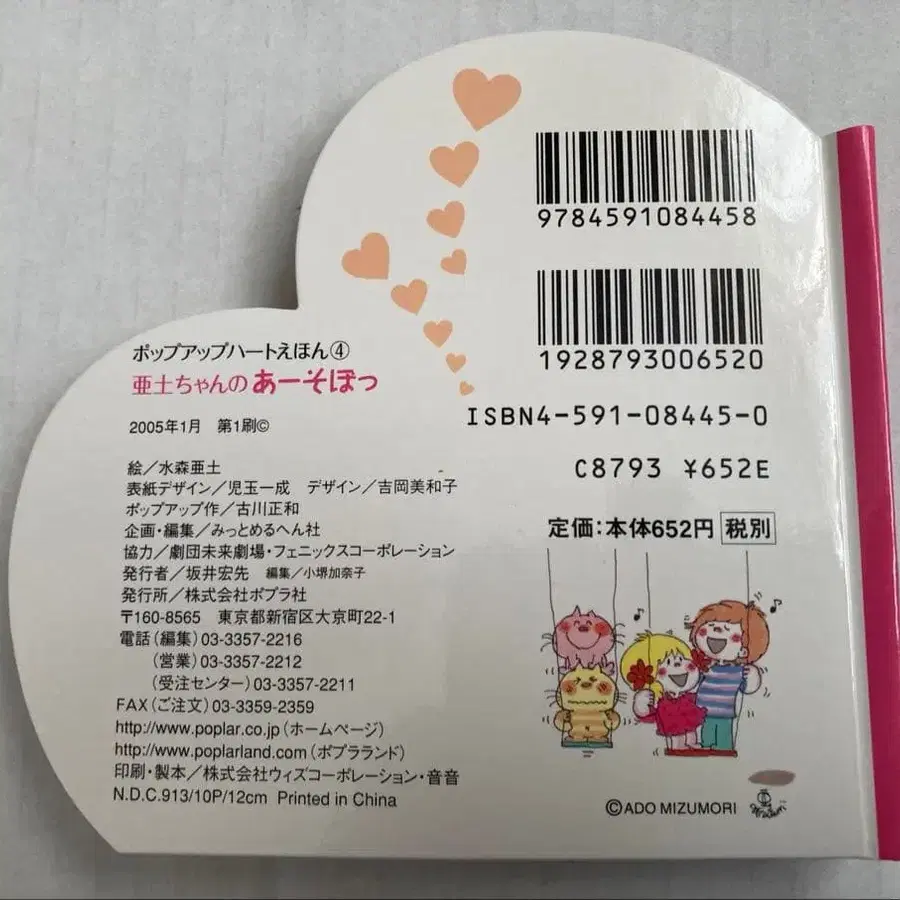 9784591084458
1928793006520
ISBN4-591-08445-0
C8793 ¥652E
定価：本体652円 税別
ポップアップハートえほん④
亜土ちゃんのあーそぼっ
2005年1月 第1刷©
絵／水森亜土
表紙デザイン／児玉一成 デザイン／吉岡美和子
ポップアップ作／古川正和
企画・編集／みっとめるへん社
協力／劇団未来劇場・フェニックスコーポレーション
発行者／坂井宏先 編集／小堺加奈子
発行所／株式会社ポプラ社
〒160-8565 東京都新宿区大京町22-1
電話（編集）03-3357-2216
（営業）03-3357-2212
（受注センター）03-3357-2211
FAX（ご注文）03-3359-2359
http://www.poplar.co.jp（ホームページ）
http://www.poplarland.com（ポプラランド）
印刷・製本／株式会社ウィズコーポレーション・音音
N.D.C.913/10P/12cm Printed in China
©ADO MIZUMORI